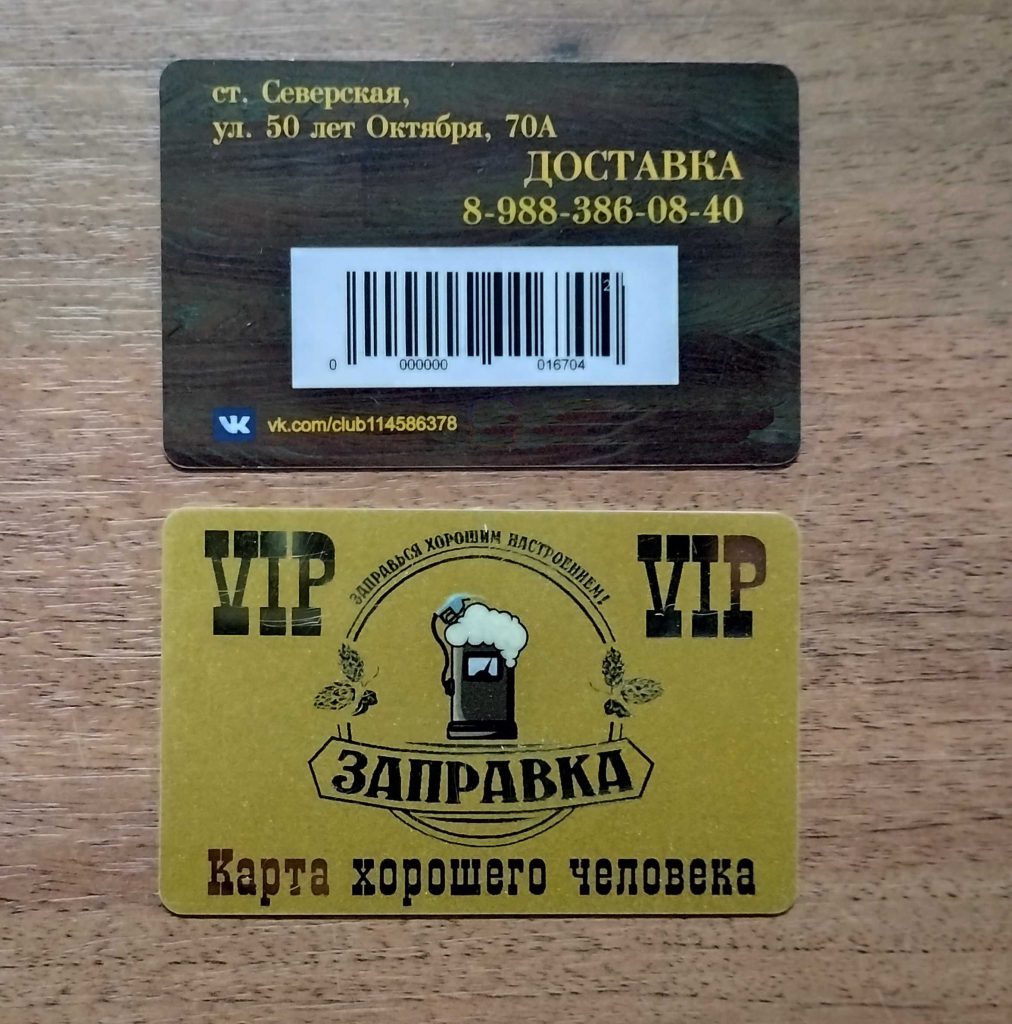 ст. Северская,
ул. 50 лет Октября, 70А
ДОСТАВКА
8-988-386-08-40
2
0 000000 016704
vk.com/club114586378
VIP VIP
ЗАПРАВЬСЯ ХОРОШИМ НАСТРОЕНИЕМ!
ЗАПРАВКА
Карта хорошего человека